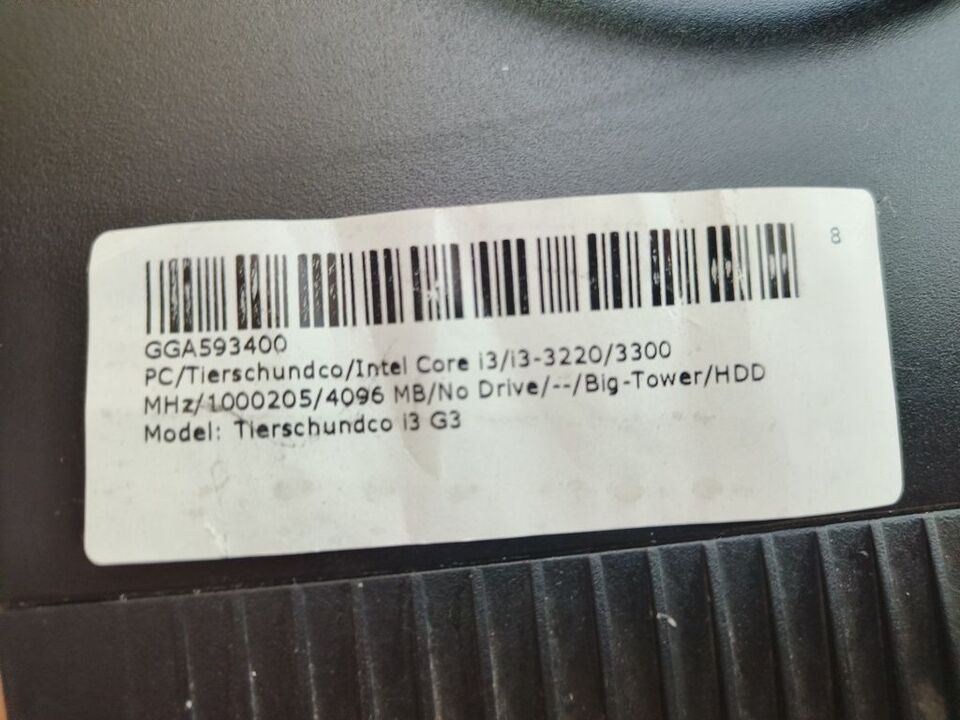 8
GGA593400
PC/Tierschundco/Intel Core i3/i3-3220/3300
MHz/1000205/4096 MB/No Drive/--/Big-Tower/HDD
Model: Tierschundco i3 G3